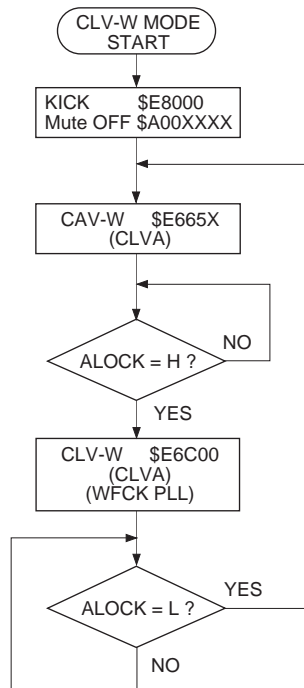 CLV-W MODE
START
KICK $E8000
Mute OFF $A00XXXX
CAV-W $E665X
(CLVA)
ALOCK = H ?
NO
YES
CLV-W $E6C00
(CLVA)
(WFCK PLL)
ALOCK = L ?
YES
NO